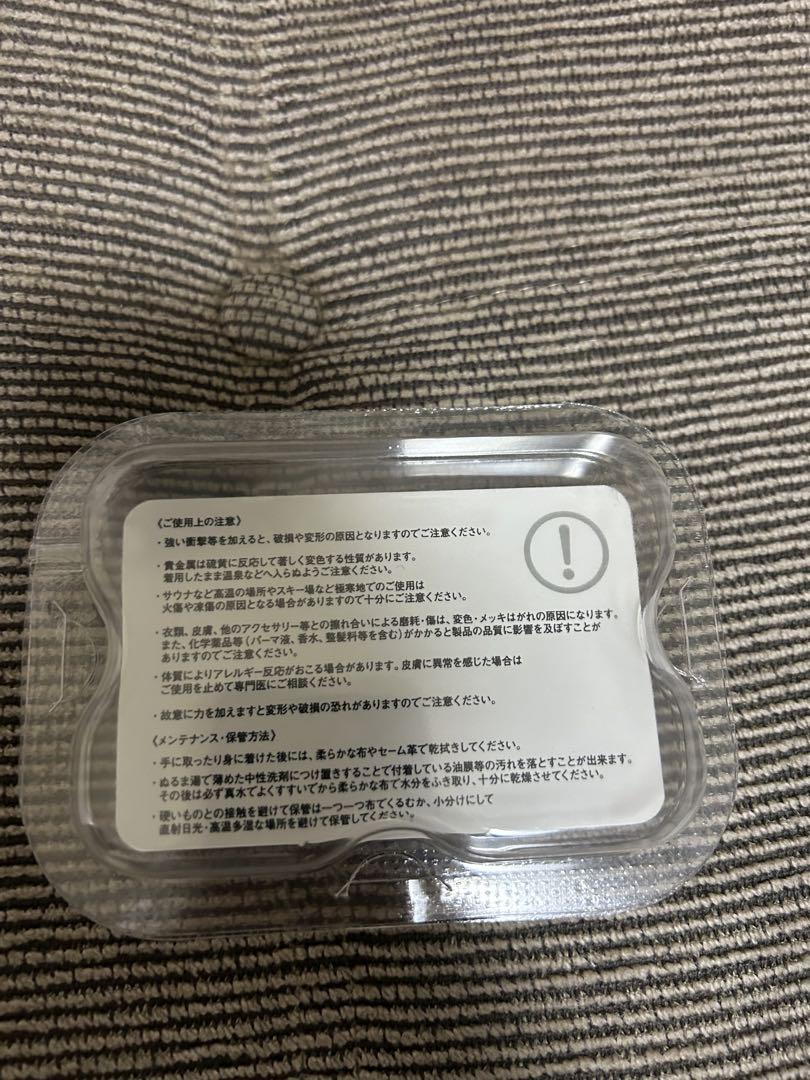 《ご使用上の注意》
・強い衝撃等を加えると、破損や変形の原因となりますのでご注意ください。
・貴金属は硫黄に反応して著しく変色する性質があります。
着用したまま温泉などへ入らぬようご注意ください。
・サウナなど高温の場所やスキー場など極寒地でのご使用は
火傷や凍傷の原因となる場合がありますので十分にご注意ください。
・衣類、皮膚、他のアクセサリー等との擦れ合いによる磨耗・傷は、変色・メッキはがれの原因になります。
また、化学薬品等（パーマ液、香水、整髪料等を含む）がかかると製品の品質に影響を及ぼすことが
ありますのでご注意ください。
・体質によりアレルギー反応がおこる場合があります。皮膚に異常を感じた場合は
ご使用を止めて専門医にご相談ください。
・故意に力を加えますと変形や破損の恐れがありますのでご注意ください。
《メンテナンス・保管方法》
・手に取ったり身に着けた後には、柔らかな布やセーム革で乾拭きしてください。
・ぬるま湯で薄めた中性洗剤につけ置きすることで付着している油膜等の汚れを落とすことが出来ます。
その後は必ず真水でよくすすいでから柔らかな布で水分をふき取り、十分に乾燥させてください。
・硬いものとの接触を避けて保管は一つ一つ布でくるむか、小分けにして
直射日光・高温多湿な場所を避けて保管してください。